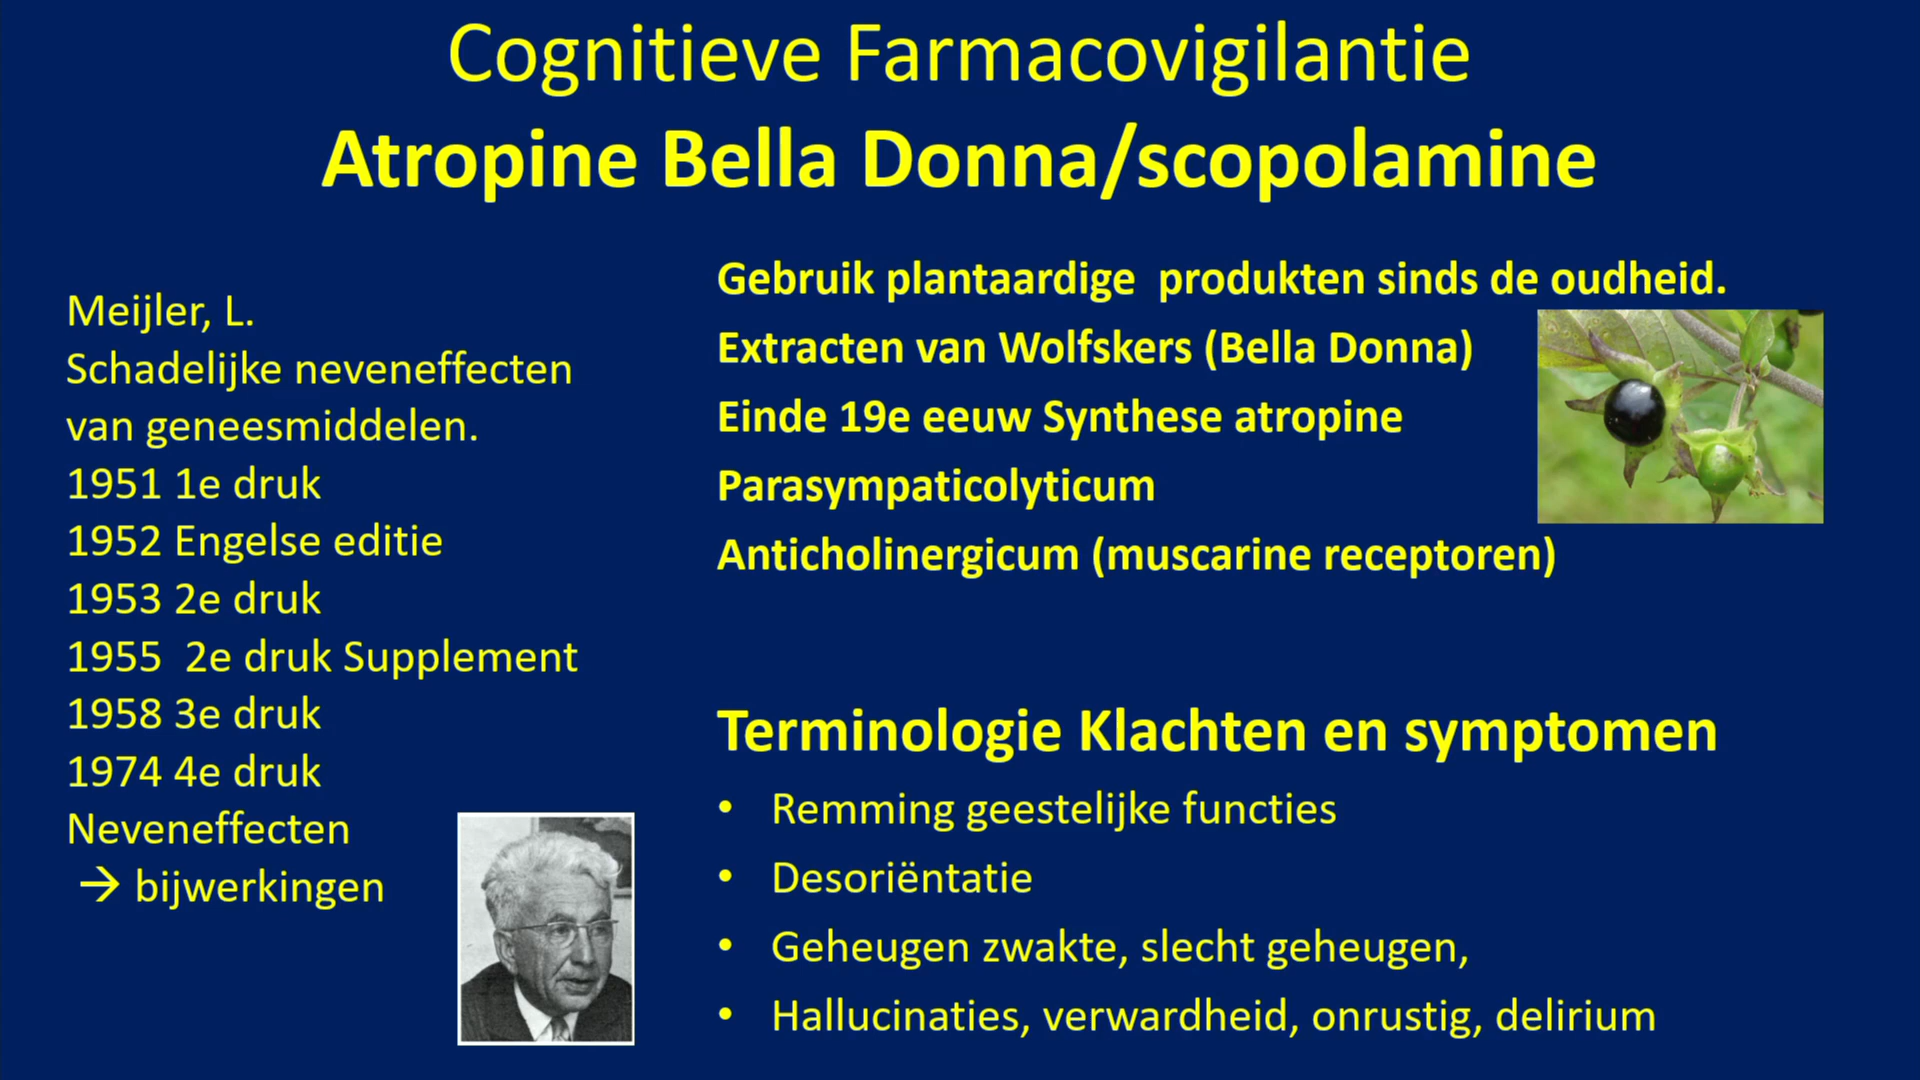 Cognitieve Farmacovigilantie
Atropine Bella Donna/scopolamine
Meijler, L.
Schadelijke neveneffecten
van geneesmiddelen.
1951 1e druk
1952 Engelse editie
1953 2e druk
1955 2e druk Supplement
1958 3e druk
1974 4e druk
Neveneffecten
→ bijwerkingen
Gebruik plantaardige produkten sinds de oudheid.
Extracten van Wolfskers (Bella Donna)
Einde 19e eeuw Synthese atropine
Parasympaticolyticum
Anticholinergicum (muscarine receptoren)
Terminologie Klachten en symptomen
• Remming geestelijke functies
• Desoriëntatie
• Geheugen zwakte, slecht geheugen,
• Hallucinaties, verwardheid, onrustig, delirium